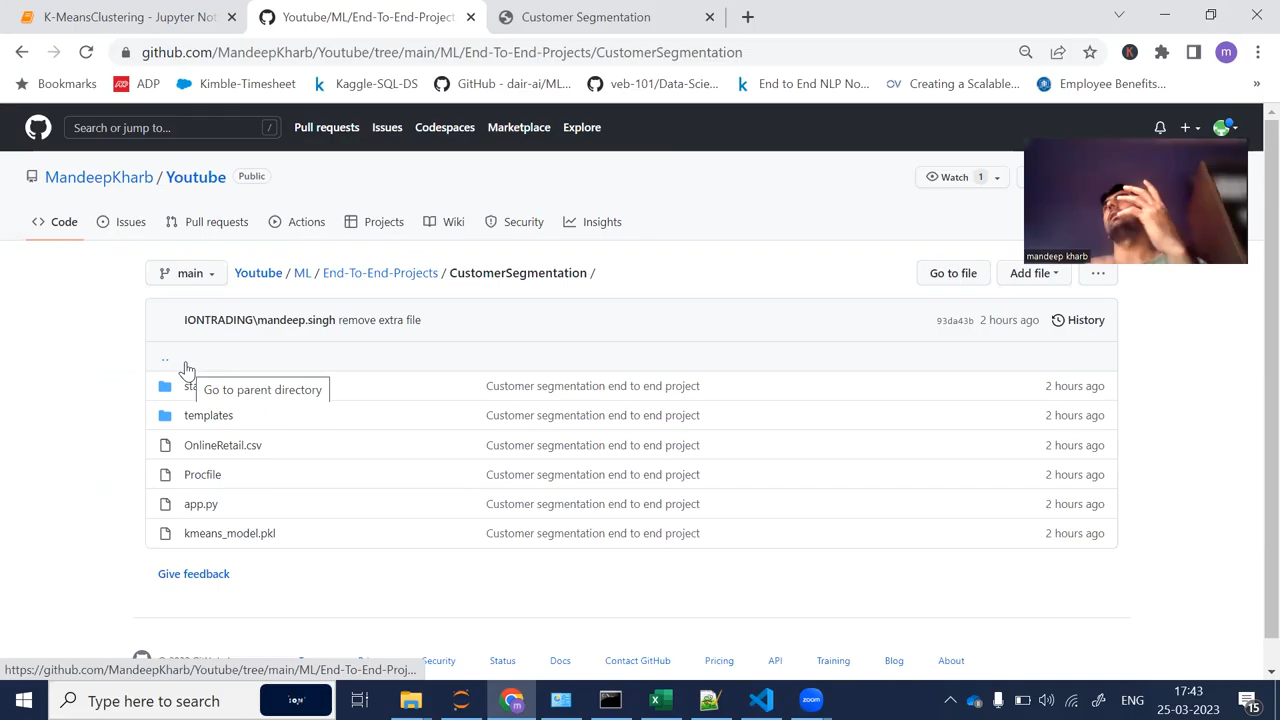 K-MeansClustering - Jupyter Not
Youtube/ML/End-To-End-Project
Customer Segmentation
github.com/MandeepKharb/Youtube/tree/main/ML/End-To-End-Projects/CustomerSegmentation
K
m
Bookmarks
ADP
Kimble-Timesheet
Kaggle-SQL-DS
GitHub - dair-ai/ML...
veb-101/Data-Scie...
End to End NLP No...
OV Creating a Scalable...
Employee Benefits...
»
Search or jump to... /
Pull requests Issues Codespaces Marketplace Explore
MandeepKharb / Youtube Public
Watch 1
Code Issues Pull requests Actions Projects Wiki Security Insights
mandeep kharb
main Youtube / ML / End-To-End-Projects / CustomerSegmentation /
Go to file Add file ...
IONTRADING\mandeep.singh remove extra file 93da43b 2 hours ago History
..
Go to parent directory
Customer segmentation end to end project 2 hours ago
templates Customer segmentation end to end project 2 hours ago
OnlineRetail.csv Customer segmentation end to end project 2 hours ago
Procfile Customer segmentation end to end project 2 hours ago
app.py Customer segmentation end to end project 2 hours ago
kmeans_model.pkl Customer segmentation end to end project 2 hours ago
Give feedback
Security Status Docs Contact GitHub Pricing API Training Blog About
https://github.com/MandeepKharb/Youtube/tree/main/ML/End-To-End-Proj...
Type here to search
zoom
ENG
17:43
25-03-2023
15